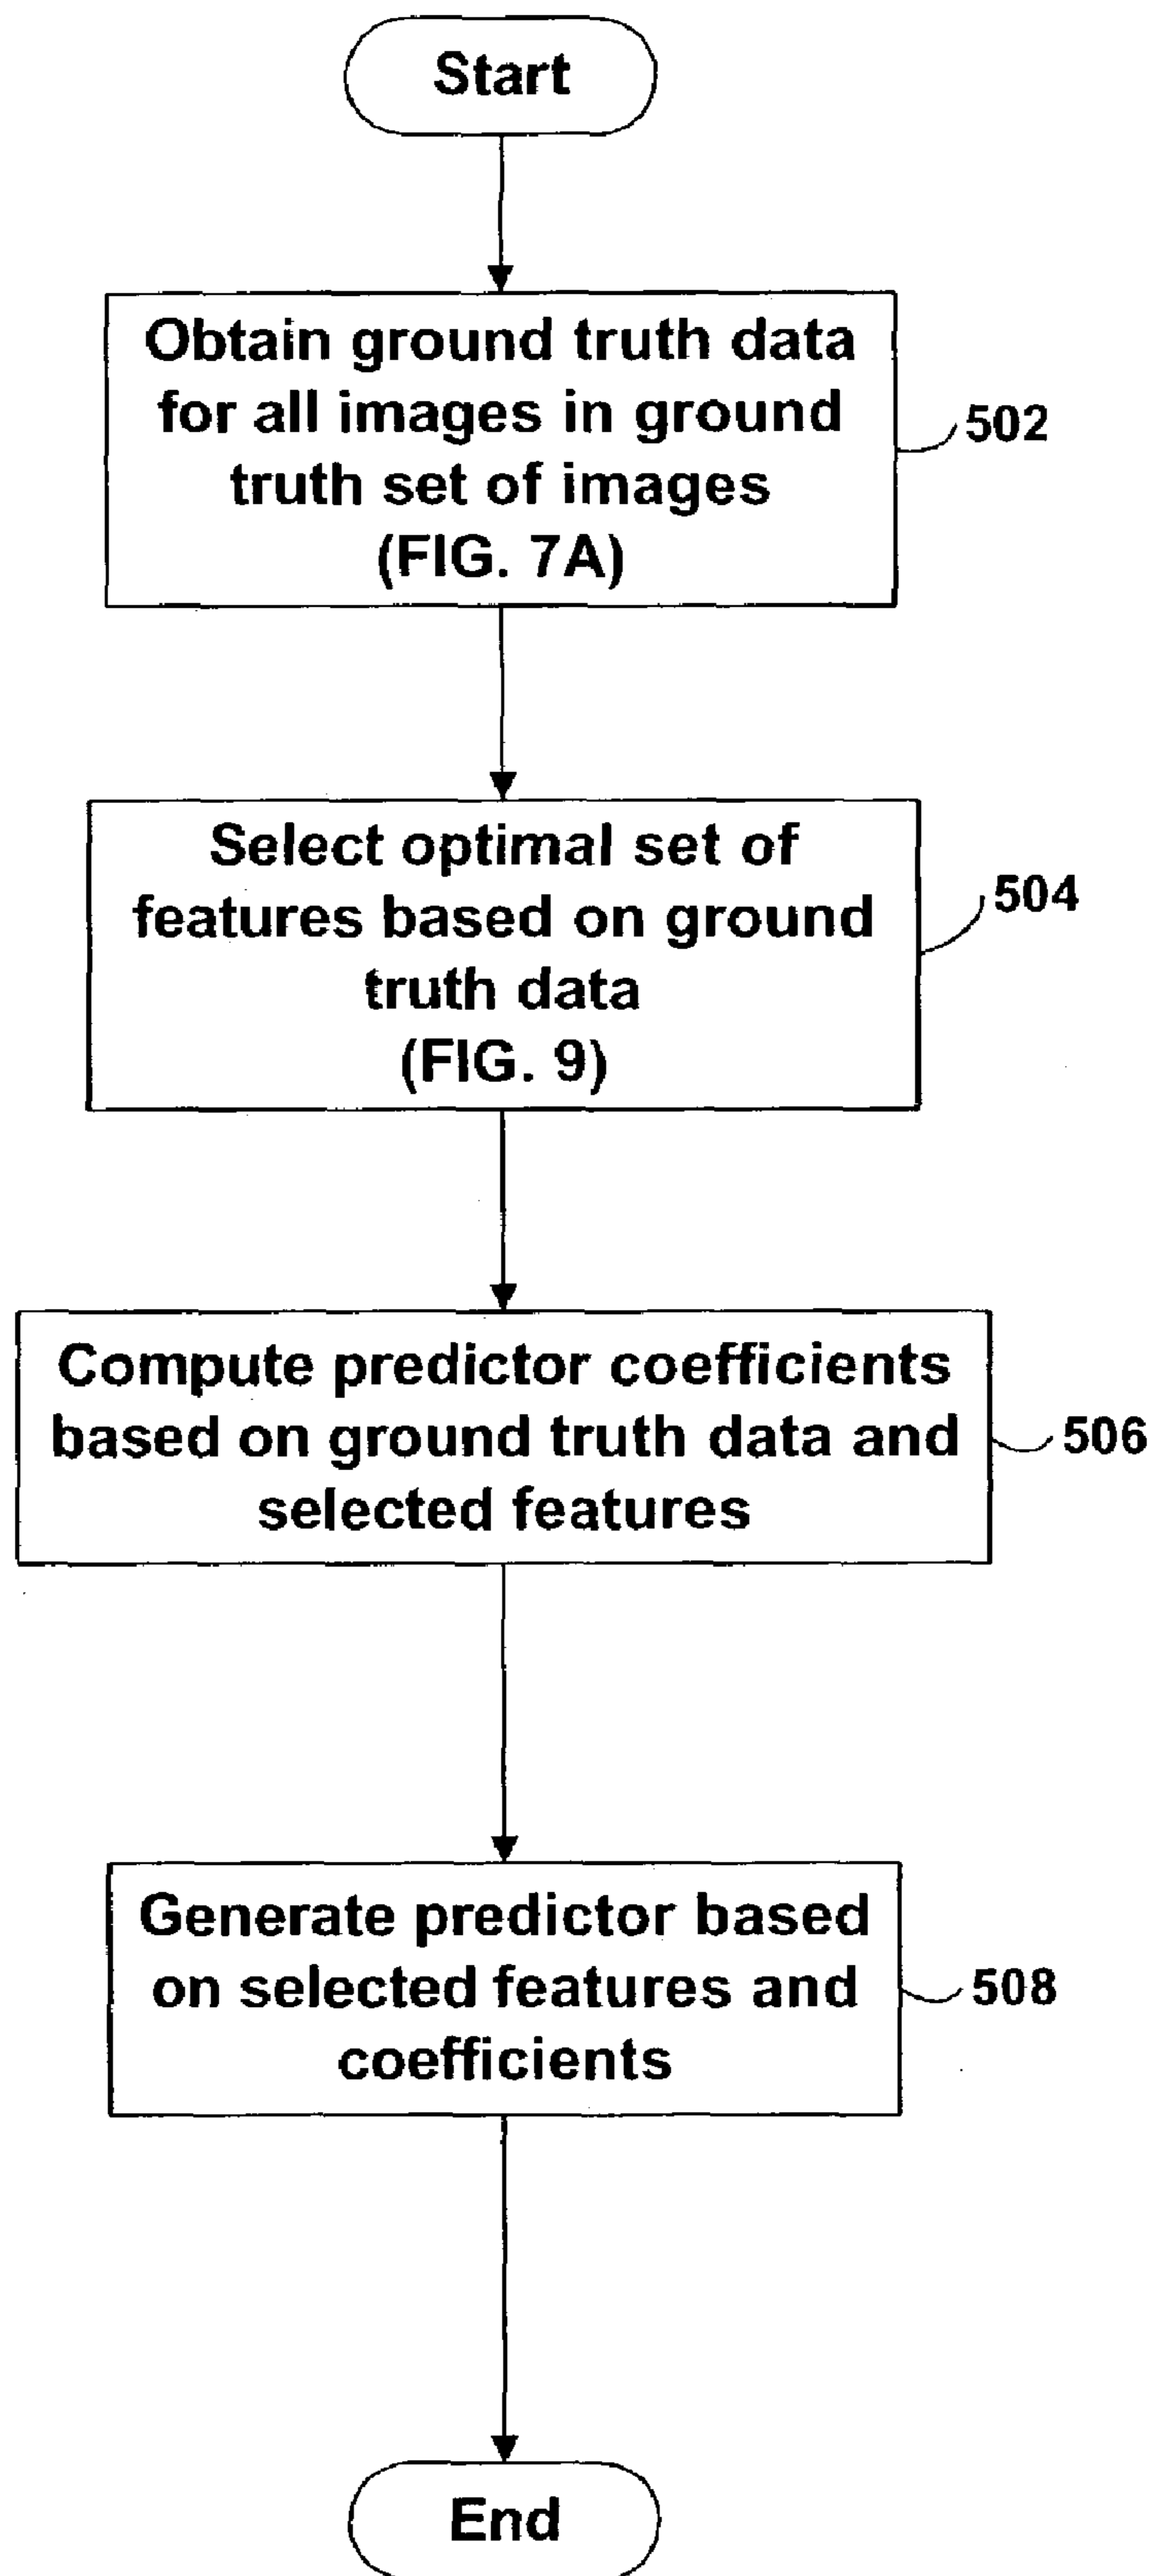 Start
Obtain ground truth data
for all images in ground
truth set of images
(FIG. 7A)
502
Select optimal set of
features based on ground
truth data
(FIG. 9)
504
Compute predictor coefficients
based on ground truth data and
selected features
506
Generate predictor based
on selected features and
coefficients
508
End